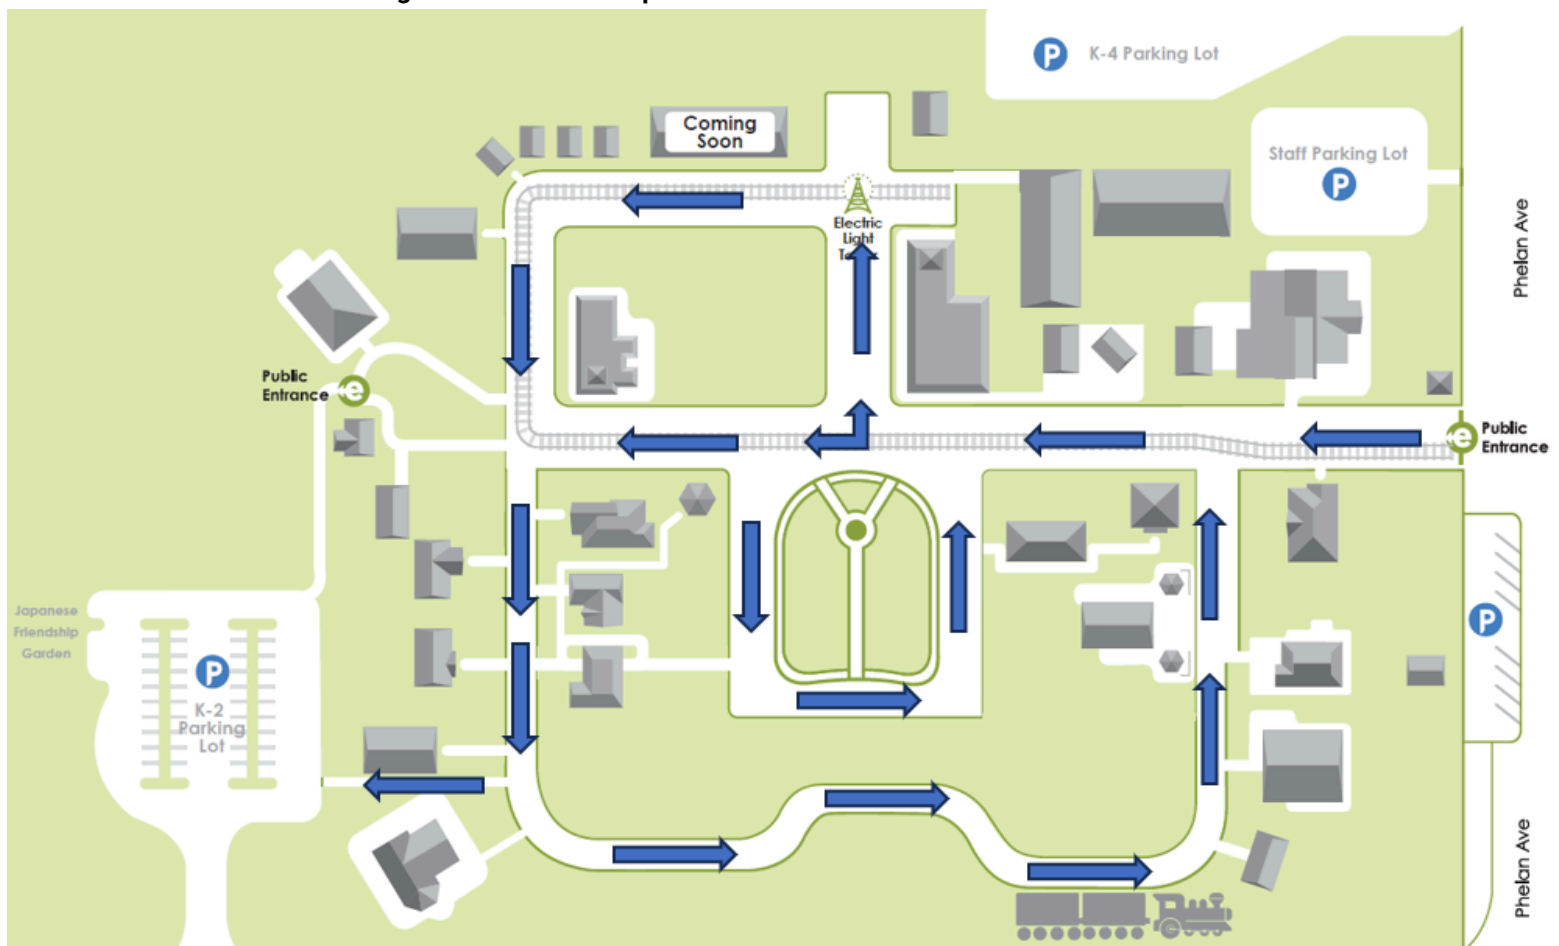 K-4 Parking Lot
Coming
Soon
Staff Parking Lot
Phelan Ave
Electric
Light
Public
Entrance
e
e
Public
Entrance
Japanese
Friendship
Garden
P
P
P
P
K-2
Parking
Lot
Phelan Ave